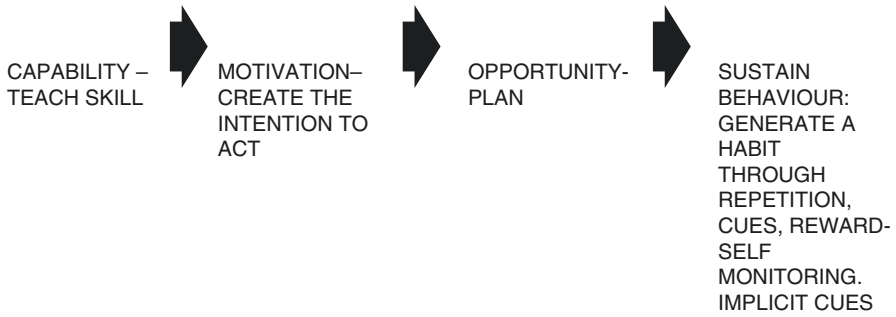 CAPABILITY –
TEACH SKILL
MOTIVATION–
CREATE THE
INTENTION TO
ACT
OPPORTUNITY-
PLAN
SUSTAIN
BEHAVIOUR:
GENERATE A
HABIT
THROUGH
REPETITION,
CUES, REWARD-
SELF
MONITORING.
IMPLICIT CUES